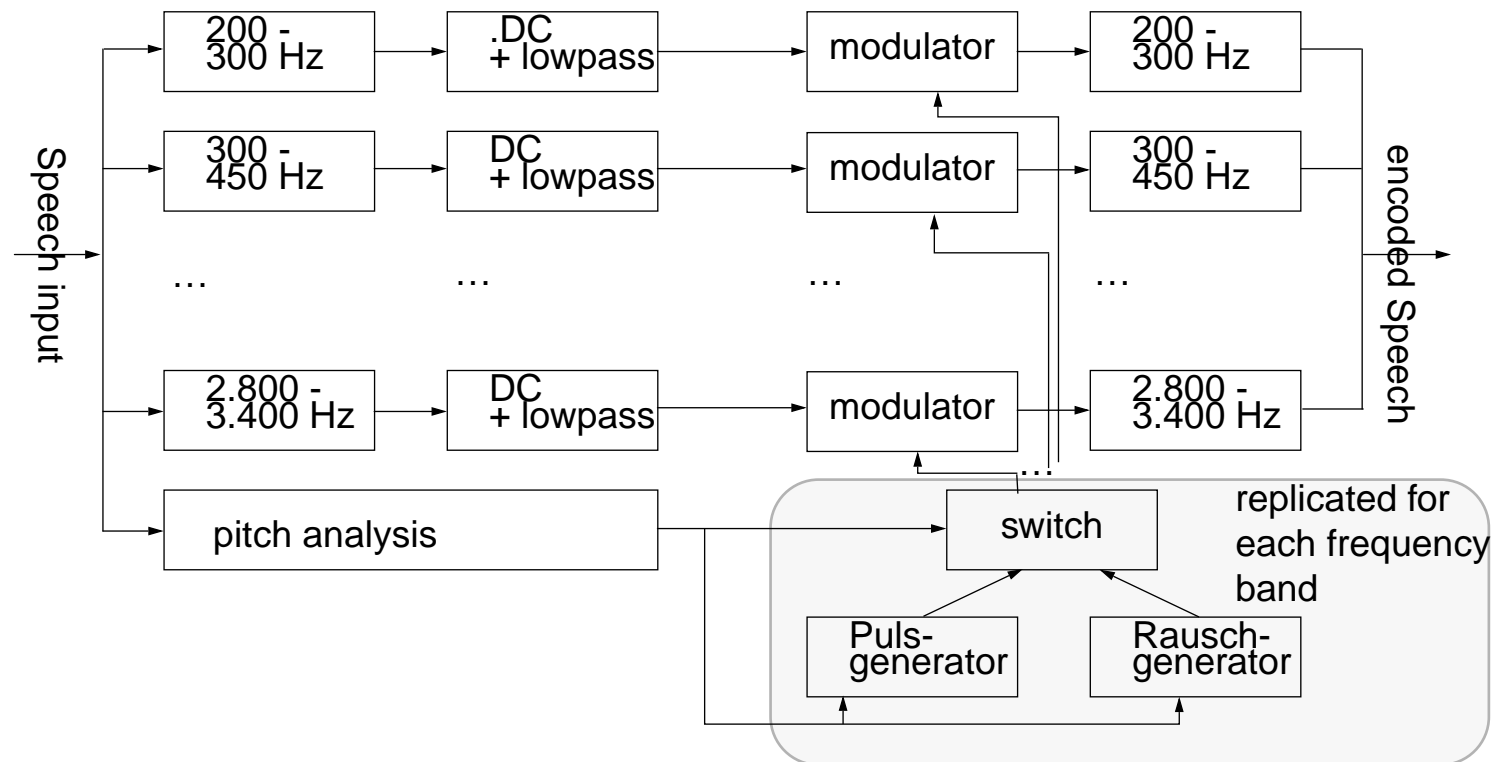 200 -
300 Hz
.DC
+ lowpass
modulator
200 -
300 Hz
Speech input
300 -
450 Hz
DC
+ lowpass
modulator
300 -
450 Hz
encoded Speech
...
...
...
...
2.800 -
3.400 Hz
DC
+ lowpass
modulator
2.800 -
3.400 Hz
...
pitch analysis
switch
replicated for
each frequency
band
Puls-
generator
Rausch-
generator